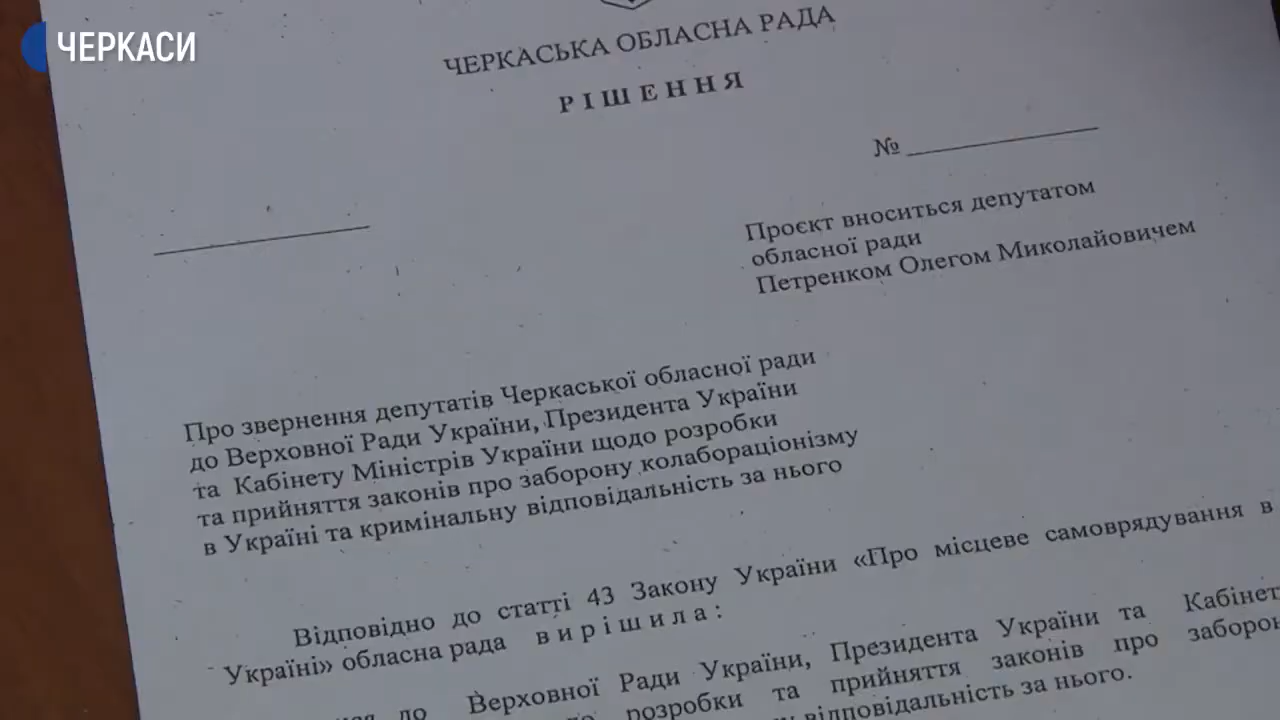 ЧЕРКАСИ
ЧЕРКАСЬКА ОБЛАСНА РАДА
Р І Ш Е Н Н Я
№
Проєкт вноситься депутатом
обласної ради
Петренком Олегом Миколайовичем
Про звернення депутатів Черкаської обласної ради
до Верховної Ради України, Президента України
та Кабінету Міністрів України щодо розробки
та прийняття законів про заборону колабораціонізму
в Україні та кримінальну відповідальність за нього
Відповідно до статті 43 Закону України «Про місцеве самоврядування в
Україні» обласна рада в и р і ш и л а :
до Верховної Ради України, Президента України та Кабінет
розробки та прийняття законів про заборон
відповідальність за нього.